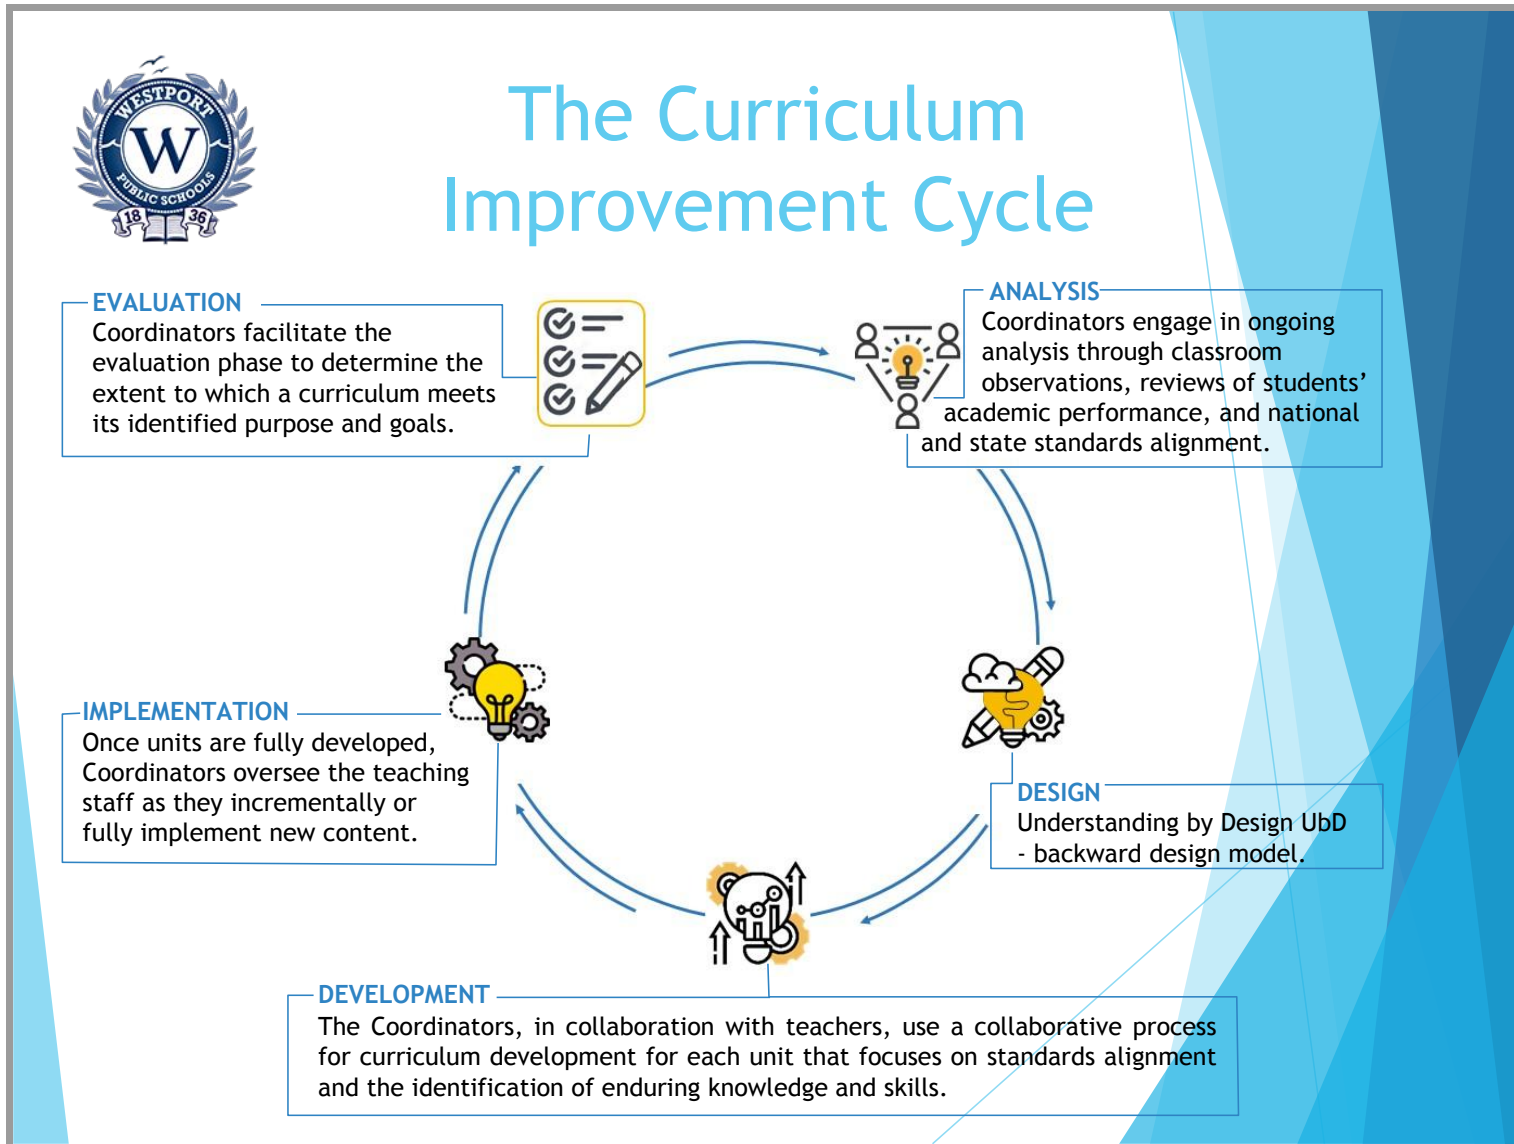 WESTPORT
W
PUBLIC SCHOOLS
18 36
The Curriculum
Improvement Cycle
EVALUATION
Coordinators facilitate the
evaluation phase to determine the
extent to which a curriculum meets
its identified purpose and goals.
ANALYSIS
Coordinators engage in ongoing
analysis through classroom
observations, reviews of students’
academic performance, and national
and state standards alignment.
IMPLEMENTATION
Once units are fully developed,
Coordinators oversee the teaching
staff as they incrementally or
fully implement new content.
DESIGN
Understanding by Design UbD
- backward design model.
DEVELOPMENT
The Coordinators, in collaboration with teachers, use a collaborative process
for curriculum development for each unit that focuses on standards alignment
and the identification of enduring knowledge and skills.